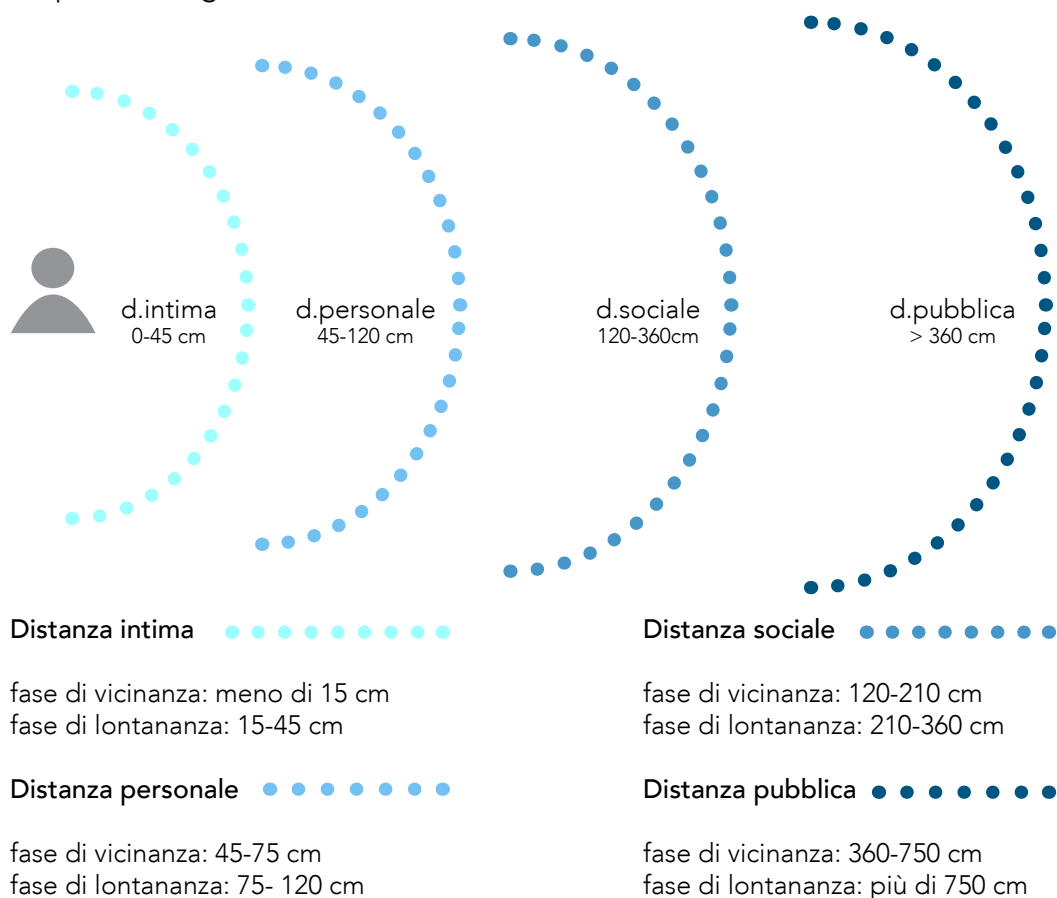 d.intima
0-45 cm
d.personale
45-120 cm
d.sociale
120-360cm
d.pubblica
> 360 cm
Distanza intima
fase di vicinanza: meno di 15 cm
fase di lontananza: 15-45 cm
Distanza personale
fase di vicinanza: 45-75 cm
fase di lontananza: 75- 120 cm
Distanza sociale
fase di vicinanza: 120-210 cm
fase di lontananza: 210-360 cm
Distanza pubblica
fase di vicinanza: 360-750 cm
fase di lontananza: più di 750 cm